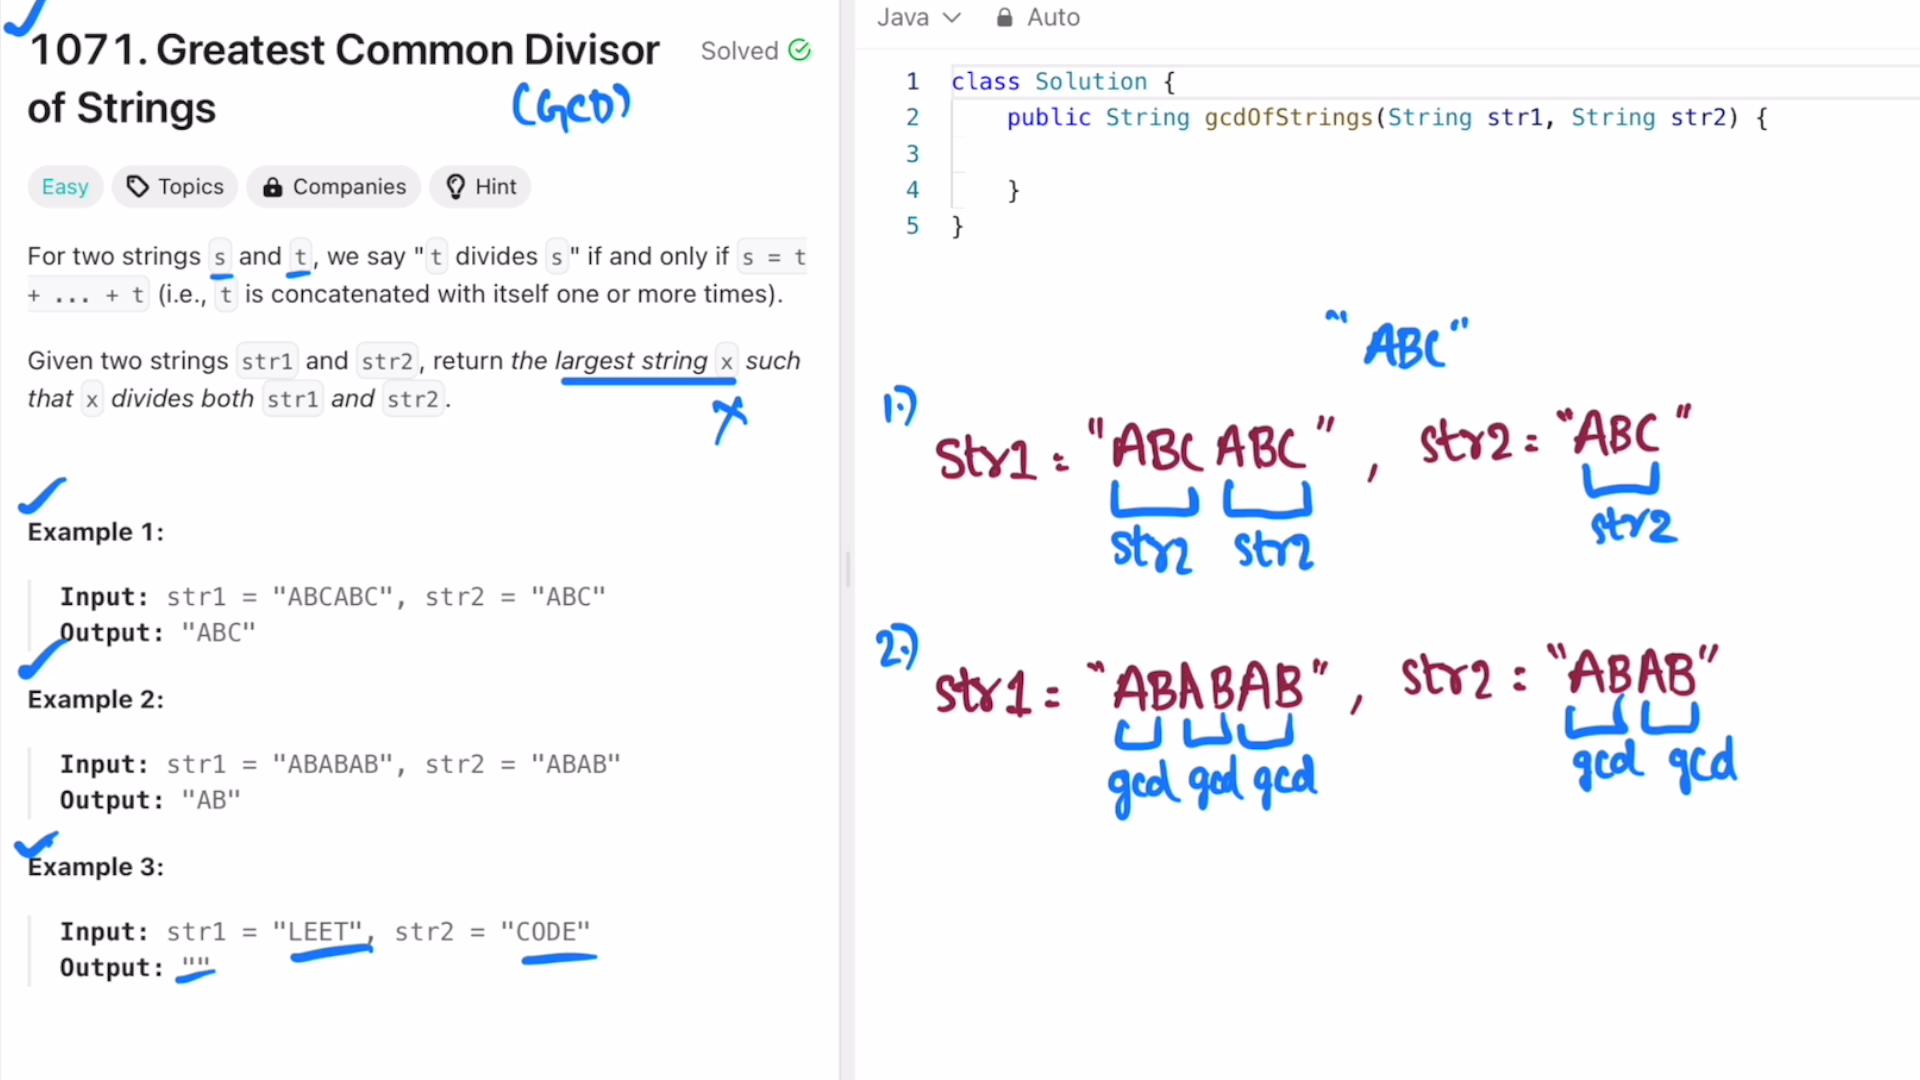 1071. Greatest Common Divisor
of Strings
Solved
(GCD)
Easy
Topics
Companies
Hint
For two strings s and t, we say "t divides s" if and only if s = t
+ ... + t (i.e., t is concatenated with itself one or more times).
Given two strings str1 and str2, return the largest string x such
that x divides both str1 and str2.
x
Example 1:
Input: str1 = "ABCABC", str2 = "ABC"
Output: "ABC"
Example 2:
Input: str1 = "ABABAB", str2 = "ABAB"
Output: "AB"
Example 3:
Input: str1 = "LEET", str2 = "CODE"
Output: ""
Java
Auto
1 class Solution {
2 public String gcdOfStrings(String str1, String str2) {
3
4 }
5 }
"ABC"
1.)
str1 = "ABC ABC", str2 = "ABC"
str2 str2 str2
2.)
str1 = "ABABAB", str2 = "ABAB"
gcd gcd gcd gcd gcd